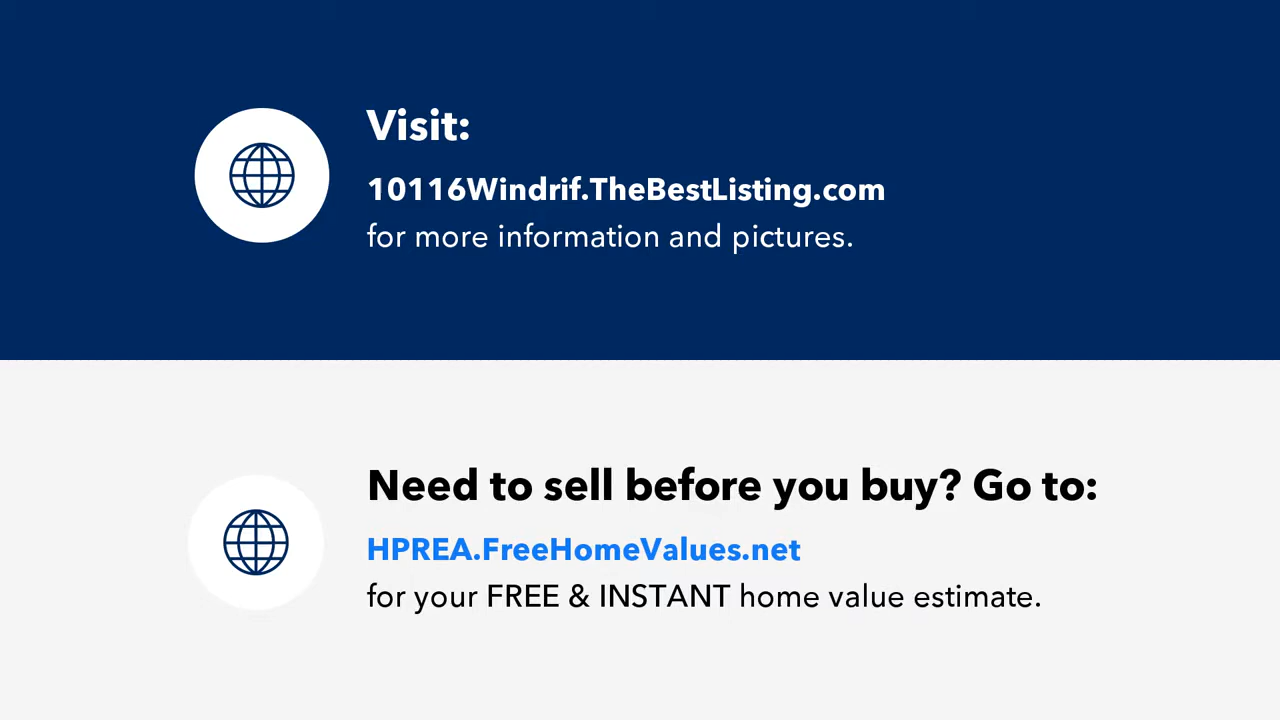 Visit:
10116Windrif.TheBestListing.com
for more information and pictures.
Need to sell before you buy? Go to:
HPREA.FreeHomeValues.net
for your FREE & INSTANT home value estimate.